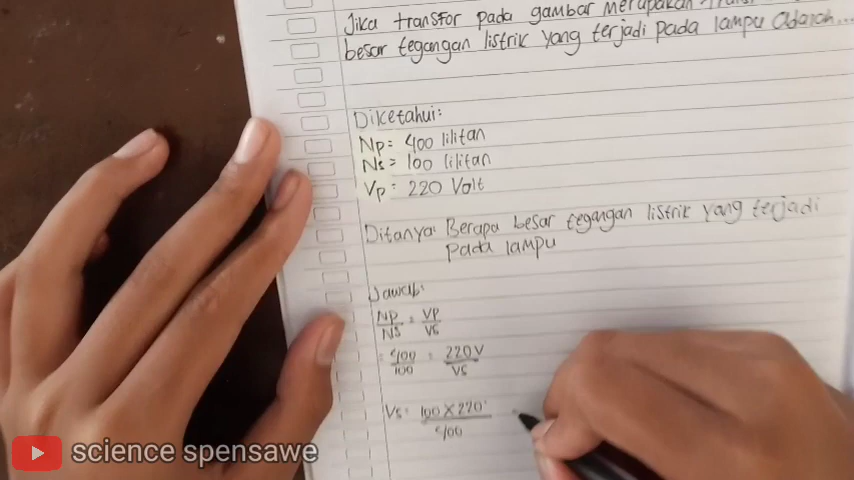 Jika transfor pada gambar merupakan
besar tegangan listrik yang terjadi pada lampu adalah...
Diketahui:
Np= 400 lilitan
Ns= 100 lilitan
Vp= 220 Volt
Ditanya: Berapa besar tegangan listrik yang terjadi
pada lampu
Jawab:
Np/Ns = Vp/Vs
= 400/100 = 220V/Vs
Vs: 100 X 220/400
science spensawe